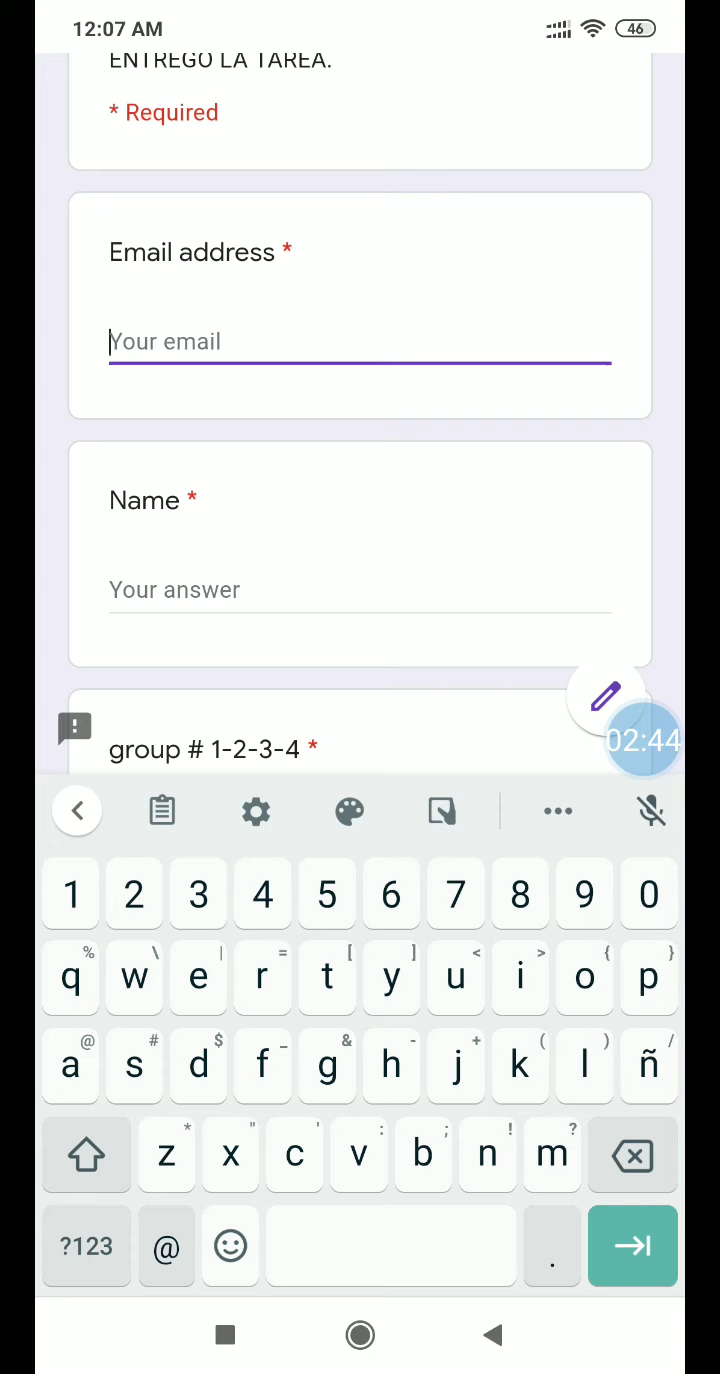 12:07 AM
46
ENTREGO LA TAREA.
* Required
Email address *
Your email
Name *
Your answer
group # 1-2-3-4 *
02:44
1 2 3 4 5 6 7 8 9 0
% \ | = [ ] < > { }
q w e r t y u i o p
@ # $ _ & - + ( ) /
a s d f g h j k l ñ
* " ' : ; ! ?
z x c v b n m
?123 @ .